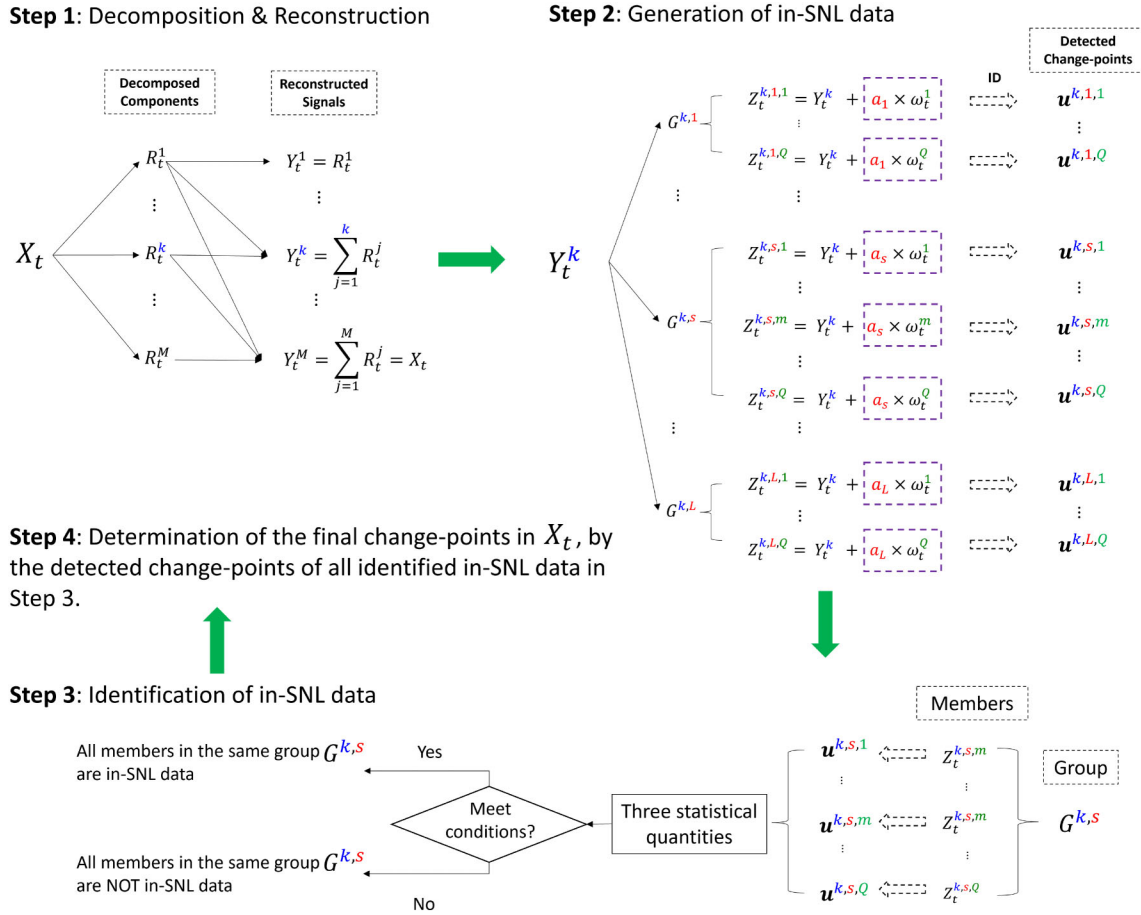 Step 1: Decomposition & Reconstruction
Decomposed
Components
Reconstructed
Signals
X_t
R_t^1
⋮
R_t^k
⋮
R_t^M
Y_t^1 = R_t^1
⋮
Y_t^k = ∑_{j=1}^{k} R_t^j
⋮
Y_t^M = ∑_{j=1}^{M} R_t^j = X_t
Step 2: Generation of in-SNL data
Detected
Change-points
ID
Y_t^k
G^{k,1}
Z_t^{k,1,1} = Y_t^k + a_1 × ω_t^1
u^{k,1,1}
⋮ ⋮
Z_t^{k,1,Q} = Y_t^k + a_1 × ω_t^Q
u^{k,1,Q}
⋮ ⋮
G^{k,s}
Z_t^{k,s,1} = Y_t^k + a_s × ω_t^1
u^{k,s,1}
⋮ ⋮
Z_t^{k,s,m} = Y_t^k + a_s × ω_t^m
u^{k,s,m}
⋮ ⋮
Z_t^{k,s,Q} = Y_t^k + a_s × ω_t^Q
u^{k,s,Q}
⋮ ⋮
G^{k,L}
Z_t^{k,L,1} = Y_t^k + a_L × ω_t^1
u^{k,L,1}
⋮ ⋮
Z_t^{k,L,Q} = Y_t^k + a_L × ω_t^Q
u^{k,L,Q}
Step 4: Determination of the final change-points in X_t, by
the detected change-points of all identified in-SNL data in
Step 3.
Step 3: Identification of in-SNL data
Members
Group
G^{k,s}
Z_t^{k,s,m}
⋮
Z_t^{k,s,m}
⋮
Z_t^{k,s,Q}
u^{k,s,1}
⋮
u^{k,s,m}
⋮
u^{k,s,Q}
Three statistical
quantities
Meet
conditions?
Yes
All members in the same group G^{k,s}
are in-SNL data
All members in the same group G^{k,s}
are NOT in-SNL data
No